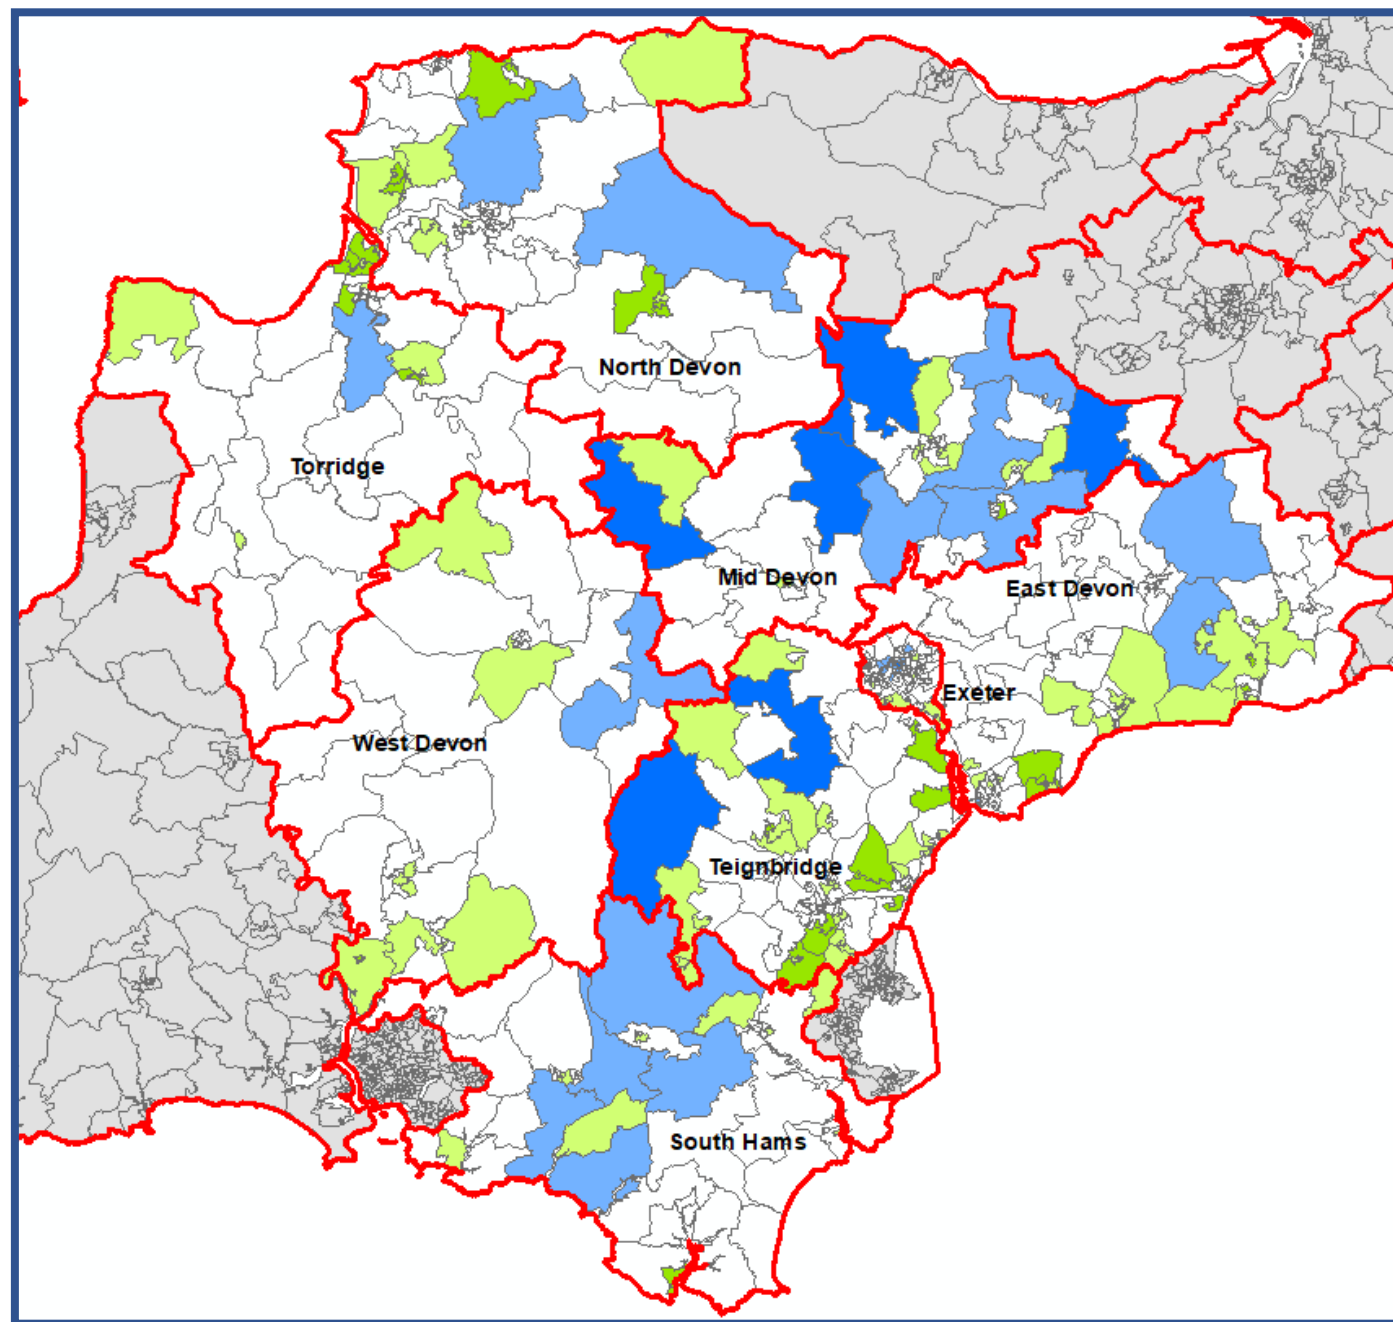 North Devon
Torridge
Mid Devon
East Devon
Exeter
West Devon
Teignbridge
South Hams